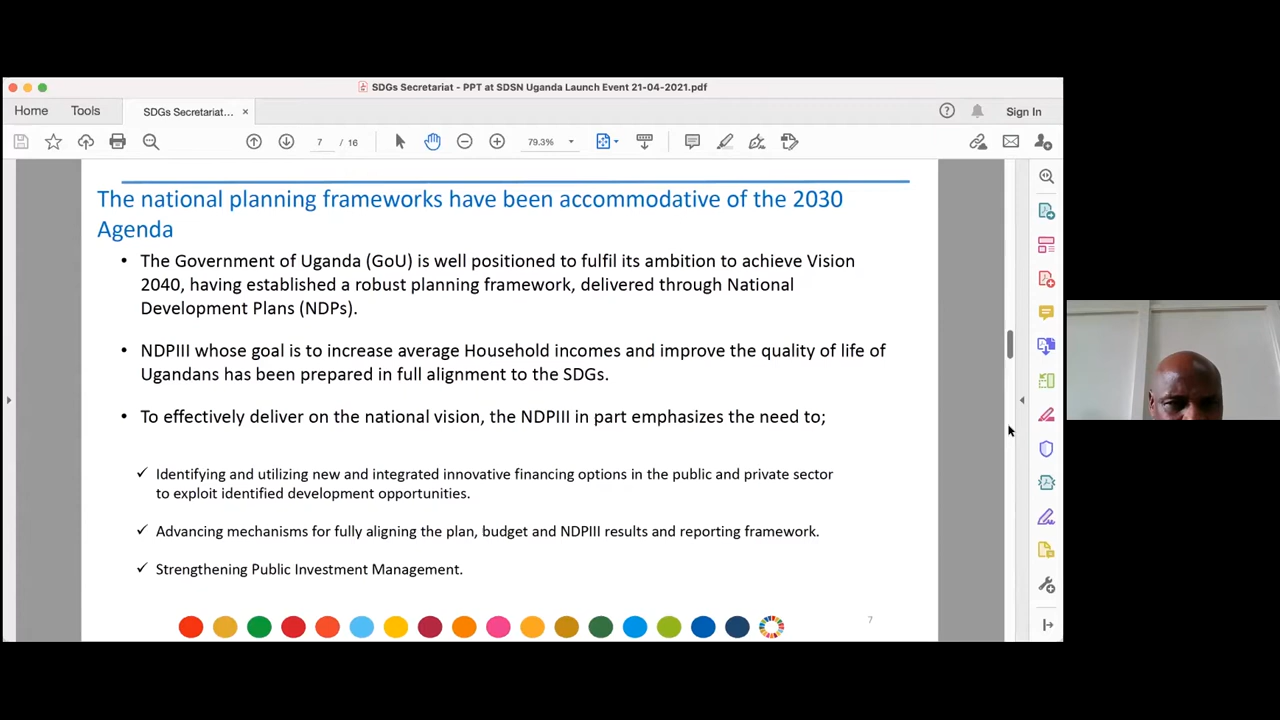 SDGs Secretariat - PPT at SDSN Uganda Launch Event 21-04-2021.pdf
Home
Tools
SDGs Secretariat...
×
Sign In
7
/ 16
79.3%
The national planning frameworks have been accommodative of the 2030
Agenda
• The Government of Uganda (GoU) is well positioned to fulfil its ambition to achieve Vision
2040, having established a robust planning framework, delivered through National
Development Plans (NDPs).
• NDPIII whose goal is to increase average Household incomes and improve the quality of life of
Ugandans has been prepared in full alignment to the SDGs.
• To effectively deliver on the national vision, the NDPIII in part emphasizes the need to;
✓ Identifying and utilizing new and integrated innovative financing options in the public and private sector
to exploit identified development opportunities.
✓ Advancing mechanisms for fully aligning the plan, budget and NDPIII results and reporting framework.
✓ Strengthening Public Investment Management.
7